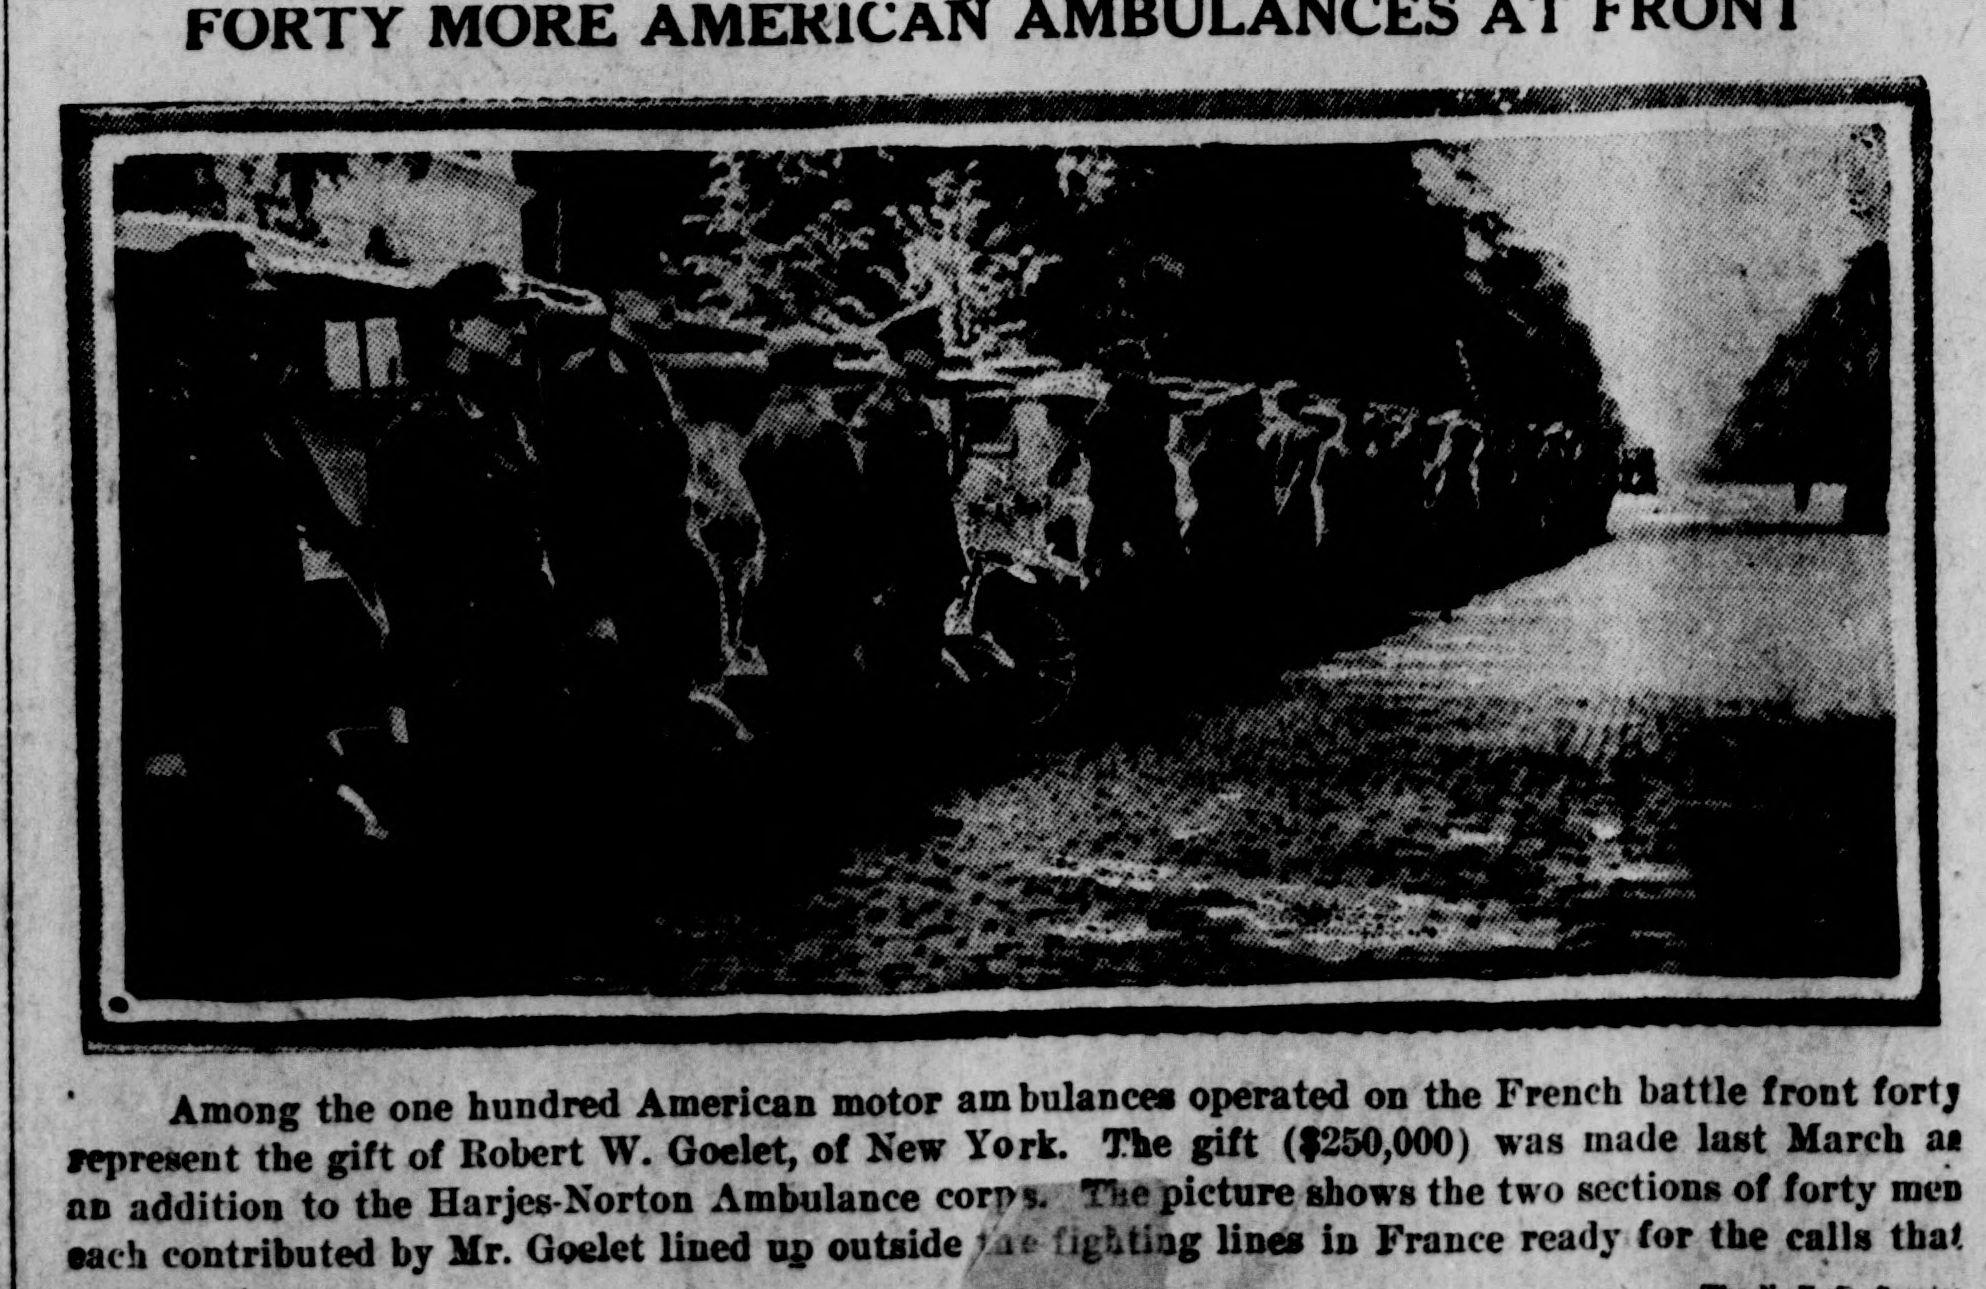 FORTY MORE AMERICAN AMBULANCES AT FRONT
Among the one hundred American motor ambulances operated on the French battle front forty
represent the gift of Robert W. Goelet, of New York. The gift ($250,000) was made last March as
an addition to the Harjes-Norton Ambulance corps. The picture shows the two sections of forty men
each contributed by Mr. Goelet lined up outside the fighting lines in France ready for the calls that